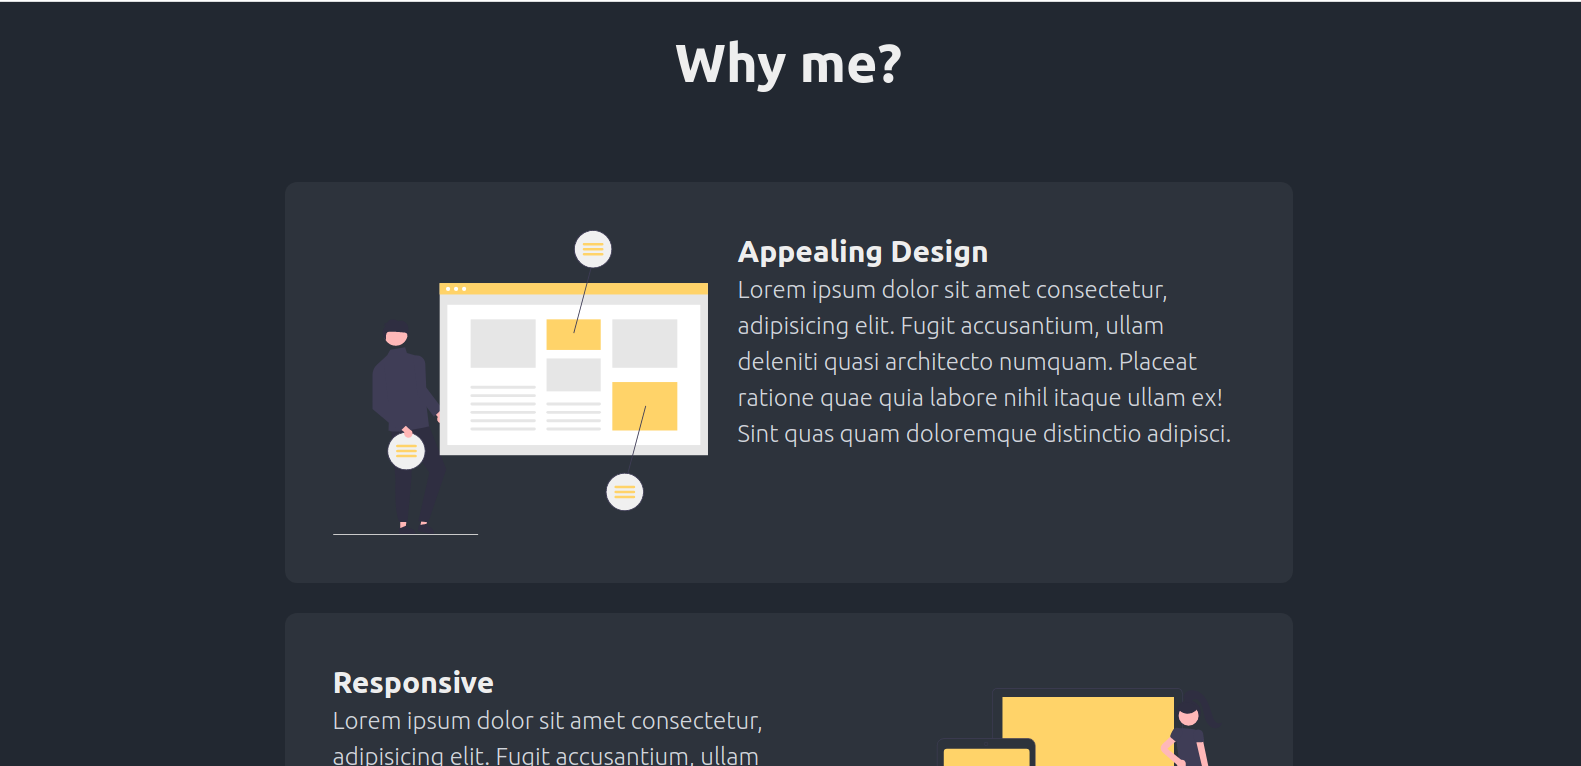 Why me?
Appealing Design
Lorem ipsum dolor sit amet consectetur,
adipisicing elit. Fugit accusantium, ullam
deleniti quasi architecto numquam. Placeat
ratione quae quia labore nihil itaque ullam ex!
Sint quas quam doloremque distinctio adipisci.
Responsive
Lorem ipsum dolor sit amet consectetur,
adipisicing elit. Fugit accusantium, ullam